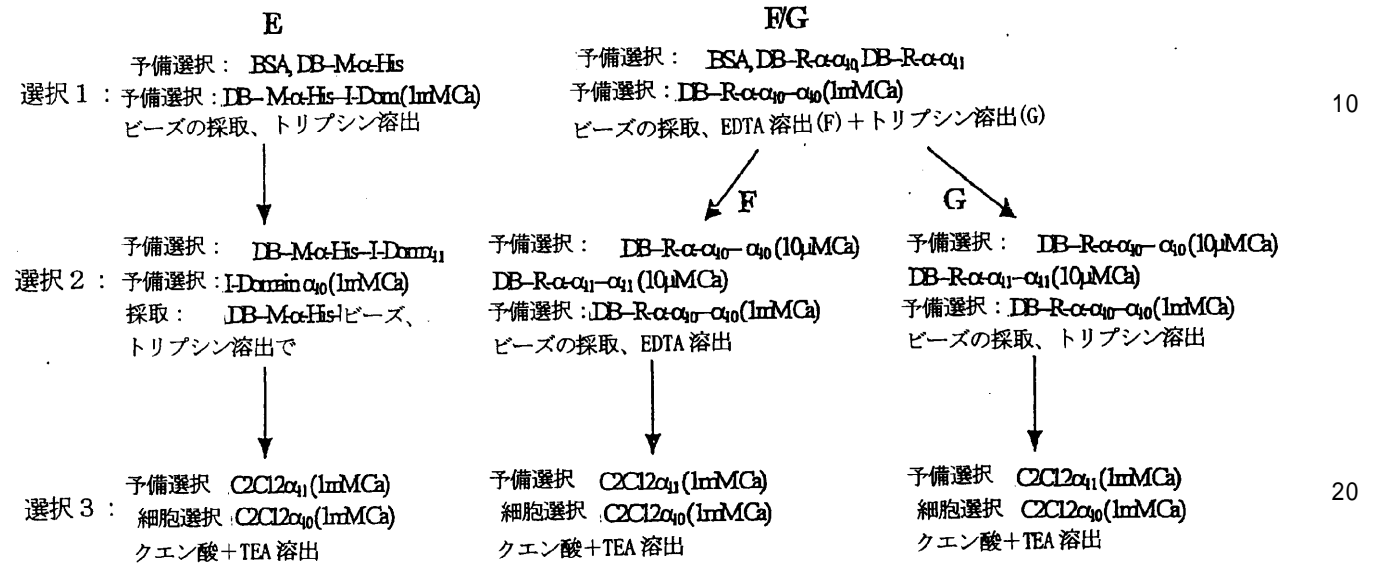 E
F/G
予備選択： BSA, DB–M-α-His
選択１：予備選択：DB–M-α-His–I-Dom(1mMCa)
ビーズの採取、トリプシン溶出
予備選択： BSA, DB–R-α-α₁₀, DB–R-α-α₁₁
予備選択：DB–R-α-α₁₀–α₁₀(1mMCa)
ビーズの採取、EDTA 溶出(F)＋トリプシン溶出(G)
10
F
G
予備選択： DB–M-α-His–I-Domα₁₁
選択２：予備選択：I-Domain α₁₀(1mMCa)
採取： DB–M-α-His-ビーズ、
トリプシン溶出で
予備選択： DB–R-α-α₁₀–α₁₀(10μMCa)
DB–R-α-α₁₁–α₁₁(10μMCa)
予備選択：DB–R-α-α₁₀–α₁₀(1mMCa)
ビーズの採取、EDTA 溶出
予備選択： DB–R-α-α₁₀–α₁₀(10μMCa)
DB–R-α-α₁₁–α₁₁(10μMCa)
予備選択：DB–R-α-α₁₀–α₁₀(1mMCa)
ビーズの採取、トリプシン溶出
予備選択 C2C12α₁₁(1mMCa)
選択３：細胞選択 C2C12α₁₀(1mMCa)
クエン酸＋TEA 溶出
予備選択 C2C12α₁₁(1mMCa)
細胞選択 C2C12α₁₀(1mMCa)
クエン酸＋TEA 溶出
予備選択 C2C12α₁₁(1mMCa)
細胞選択 C2C12α₁₀(1mMCa)
クエン酸＋TEA 溶出
20